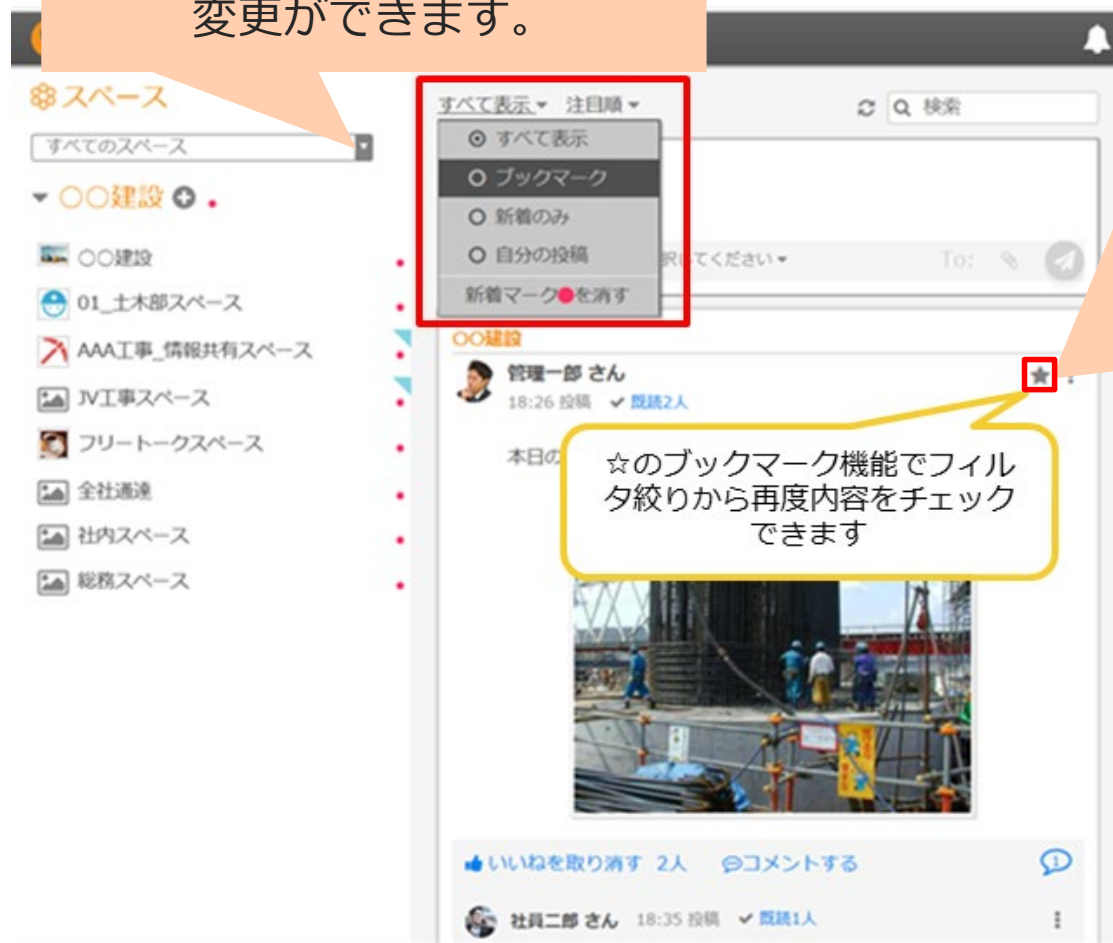 変更ができます。
スペース
すべてのスペース
〇〇建設
〇〇建設
01_土木部スペース
AAA工事_情報共有スペース
JV工事スペース
フリートークスペース
全社通達
社内スペース
総務スペース
すべて表示 注目順
検索
すべて表示
ブックマーク
新着のみ
自分の投稿
新着マーク●を消す
択してください
To:
〇〇建設
管理一郎 さん
18:26 投稿 ✔ 既読2人
本日の
☆のブックマーク機能でフィル
タ絞りから再度内容をチェック
できます
いいねを取り消す 2人 コメントする
1
社員二郎 さん 18:35 投稿 ✔ 既読1人